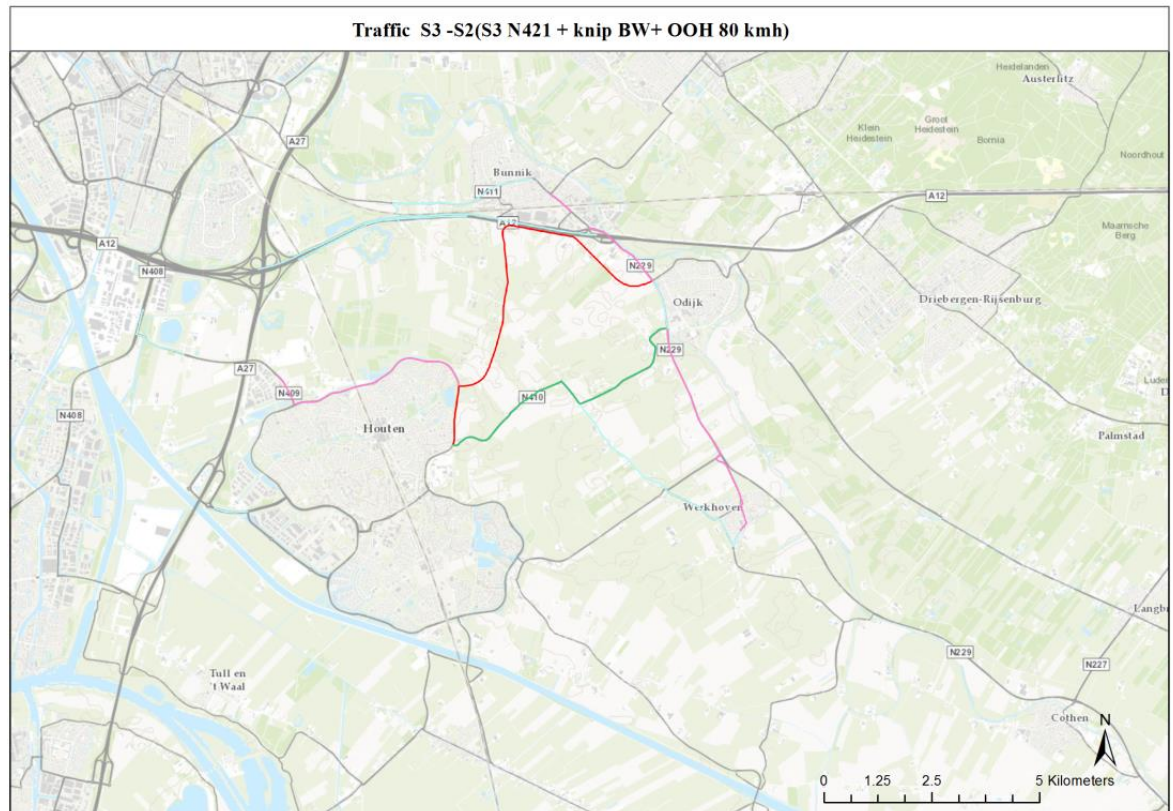 Traffic S3 -S2(S3 N421 + knip BW+ OOH 80 kmh)
Heidelanden
Austerlitz
A27
Klein
Heidestein
Groot
Heidestein
Bornia
Noordhout
Bunnik
N411
A12
A12
Maarnsche
Berg
A12
N408
N229
Odijk
Driebergen-Rijsenburg
A27
N409
N229
N410
N408
Houten
Palmstad
Werkhoven
N229
N227
Tull en
't Waal
Cothen
N
0 1.25 2.5 5 Kilometers